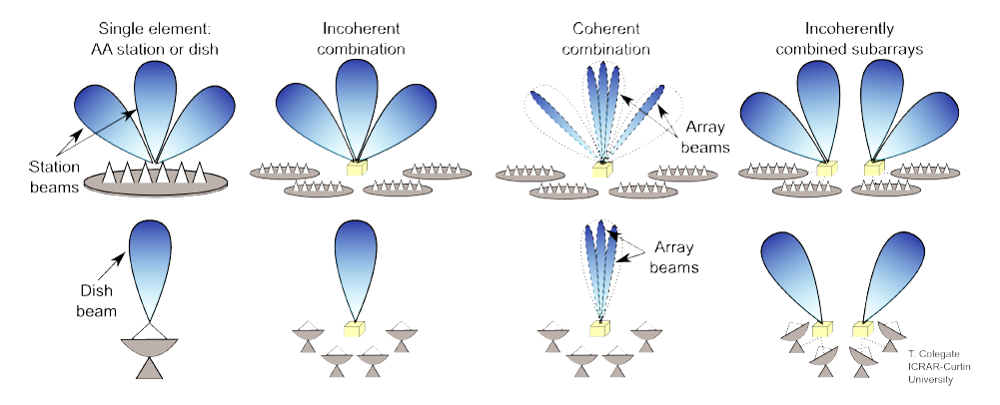 Single element:
AA station or dish
Incoherent
combination
Coherent
combination
Incoherently
combined subarrays
Station
beams
Array
beams
Dish
beam
Array
beams
T. Colegate
ICRAR-Curtin
University